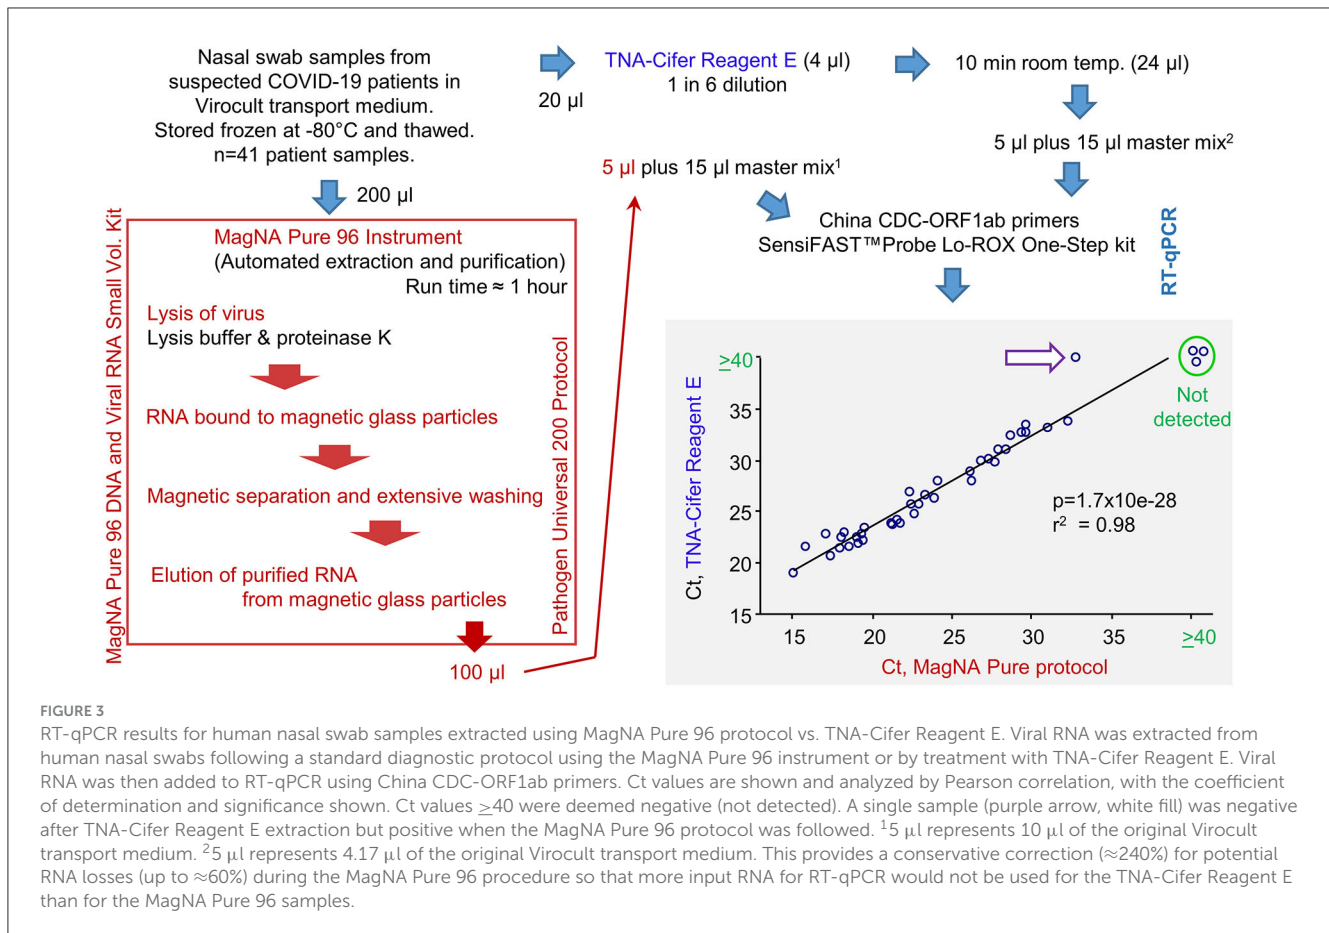 Nasal swab samples from
suspected COVID-19 patients in
Virocult transport medium.
Stored frozen at -80°C and thawed.
n=41 patient samples.
20 µl
TNA-Cifer Reagent E (4 µl)
1 in 6 dilution
10 min room temp. (24 µl)
5 µl plus 15 µl master mix²
200 µl
5 µl plus 15 µl master mix¹
China CDC-ORF1ab primers
SensiFAST™Probe Lo-ROX One-Step kit
RT-qPCR
MagNA Pure 96 DNA and Viral RNA Small Vol. Kit
MagNA Pure 96 Instrument
(Automated extraction and purification)
Run time ≈ 1 hour
Lysis of virus
Lysis buffer & proteinase K
RNA bound to magnetic glass particles
Magnetic separation and extensive washing
Elution of purified RNA
from magnetic glass particles
Pathogen Universal 200 Protocol
100 µl
Ct, TNA-Cifer Reagent E
≥40
35
30
25
20
15
Not
detected
p=1.7x10e-28
r² = 0.98
15 20 25 30 35 ≥40
Ct, MagNA Pure protocol
FIGURE 3
RT-qPCR results for human nasal swab samples extracted using MagNA Pure 96 protocol vs. TNA-Cifer Reagent E. Viral RNA was extracted from
human nasal swabs following a standard diagnostic protocol using the MagNA Pure 96 instrument or by treatment with TNA-Cifer Reagent E. Viral
RNA was then added to RT-qPCR using China CDC-ORF1ab primers. Ct values are shown and analyzed by Pearson correlation, with the coefficient
of determination and significance shown. Ct values ≥40 were deemed negative (not detected). A single sample (purple arrow, white fill) was negative
after TNA-Cifer Reagent E extraction but positive when the MagNA Pure 96 protocol was followed. ¹5 µl represents 10 µl of the original Virocult
transport medium. ²5 µl represents 4.17 µl of the original Virocult transport medium. This provides a conservative correction (≈240%) for potential
RNA losses (up to ≈60%) during the MagNA Pure 96 procedure so that more input RNA for RT-qPCR would not be used for the TNA-Cifer Reagent E
than for the MagNA Pure 96 samples.